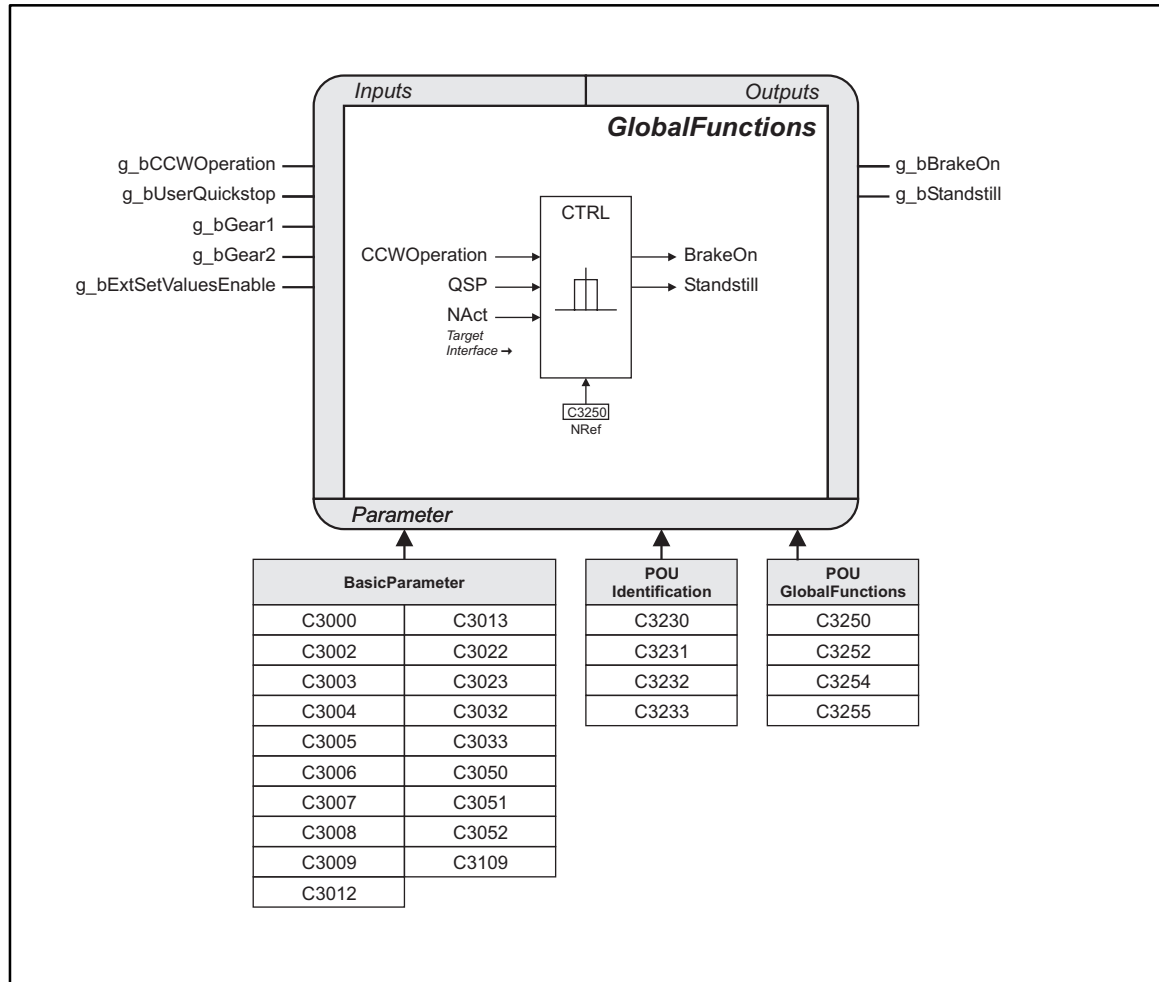 Inputs
Outputs
GlobalFunctions
g_bCCWOperation
g_bUserQuickstop
g_bGear1
g_bGear2
g_bExtSetValuesEnable
g_bBrakeOn
g_bStandstill
CTRL
CCWOperation
QSP
NAct
Target
Interface →
BrakeOn
Standstill
C3250
NRef
Parameter
BasicParameter
C3000 C3013
C3002 C3022
C3003 C3023
C3004 C3032
C3005 C3033
C3006 C3050
C3007 C3051
C3008 C3052
C3009 C3109
C3012
POU
Identification
C3230
C3231
C3232
C3233
POU
GlobalFunctions
C3250
C3252
C3254
C3255